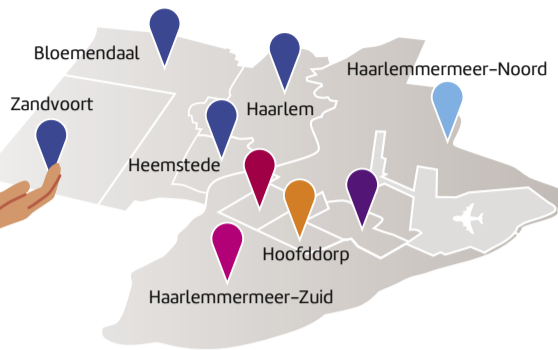 Bloemendaal
Haarlemmermeer-Noord
Zandvoort
Haarlem
Heemstede
Hoofddorp
Haarlemmermeer-Zuid